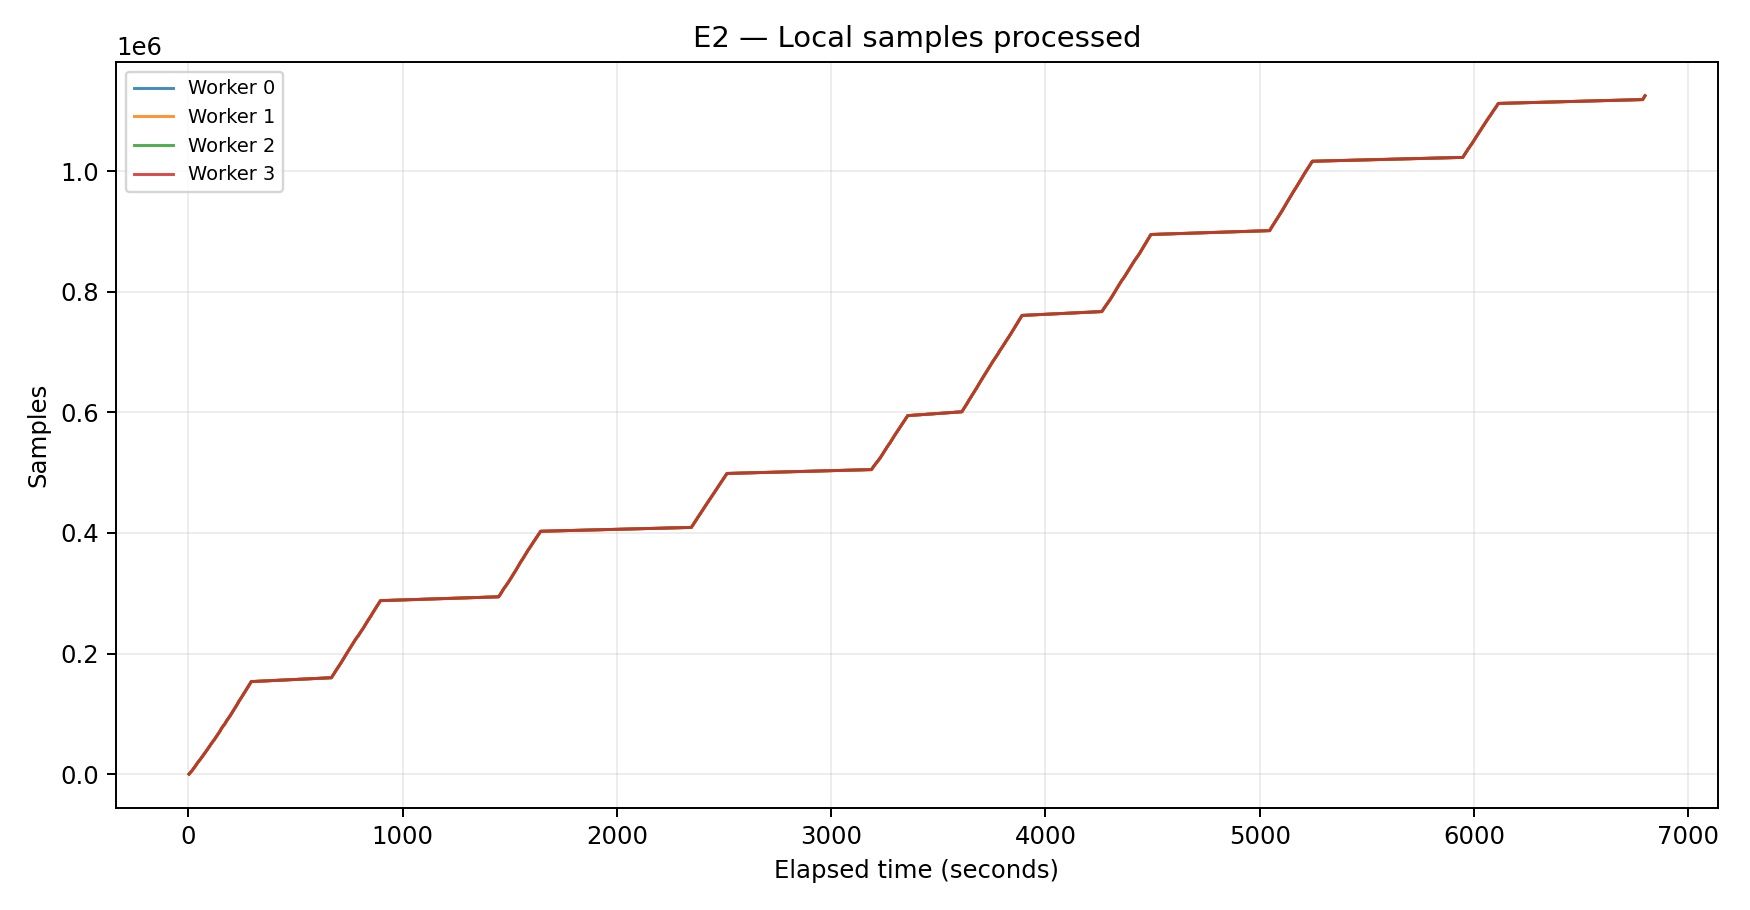 E2 — Local samples processed
1e6
Worker 0
Worker 1
Worker 2
Worker 3
Samples
1.0
0.8
0.6
0.4
0.2
0.0
0 1000 2000 3000 4000 5000 6000 7000
Elapsed time (seconds)